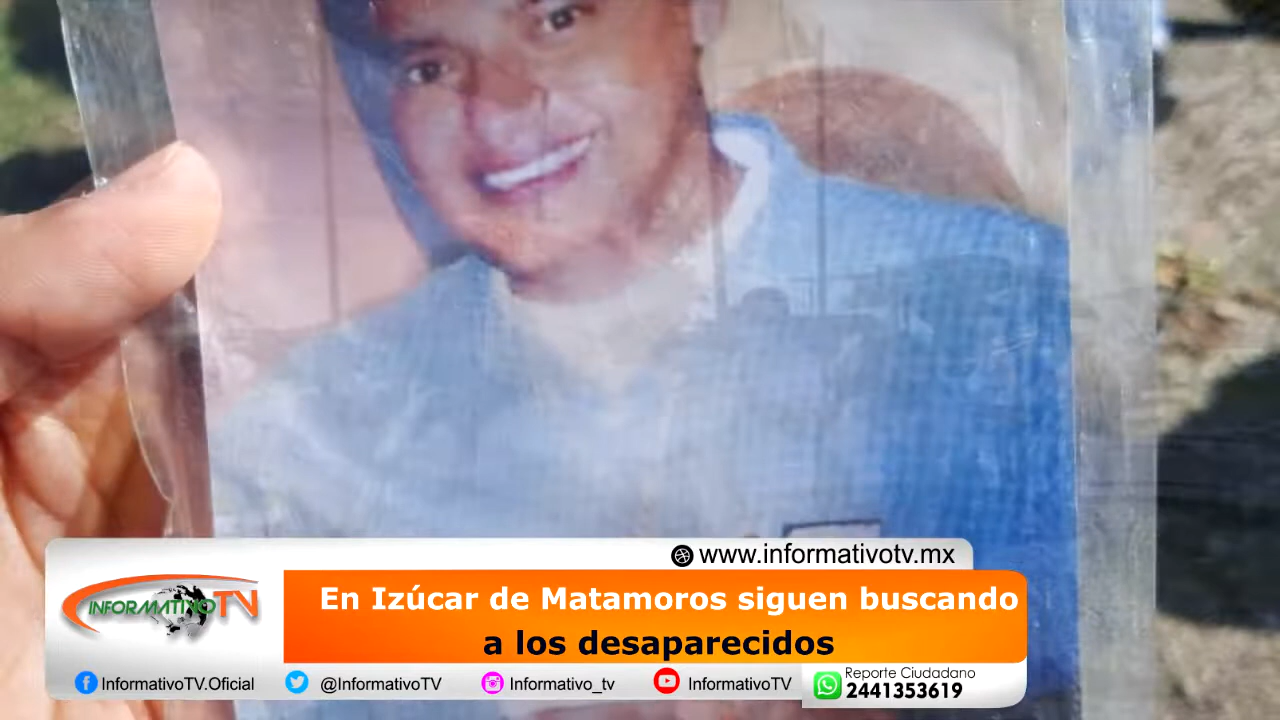 www.informativotv.mx
INFORMATIVO TV
En Izúcar de Matamoros siguen buscando
a los desaparecidos
InformativoTV.Oficial
@InformativoTV
Informativo_tv
InformativoTV
Reporte Ciudadano
2441353619